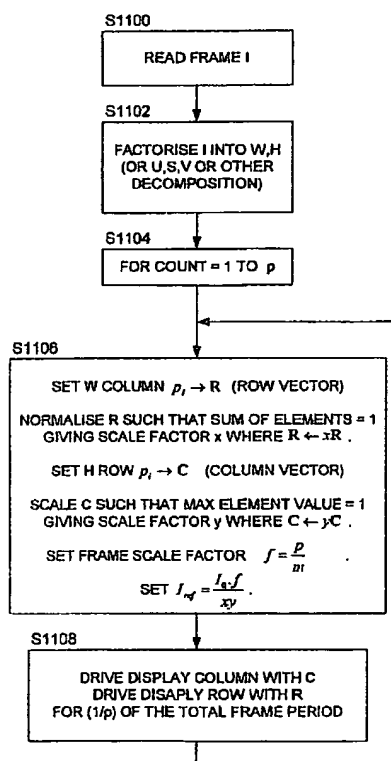 S1100
READ FRAME I
S1102
FACTORISE I INTO W,H
(OR U,S,V OR OTHER
DECOMPOSITION)
S1104
FOR COUNT = 1 TO p
S1106
SET W COLUMN p_i → R (ROW VECTOR)
NORMALISE R SUCH THAT SUM OF ELEMENTS = 1
GIVING SCALE FACTOR x WHERE R ← xR .
SET H ROW p_i → C (COLUMN VECTOR)
SCALE C SUCH THAT MAX ELEMENT VALUE = 1
GIVING SCALE FACTOR y WHERE C ← yC .
SET FRAME SCALE FACTOR f = p/m .
SET I_ref = I_0·f/xy .
S1108
DRIVE DISPLAY COLUMN WITH C
DRIVE DISAPLY ROW WITH R
FOR (1/p) OF THE TOTAL FRAME PERIOD